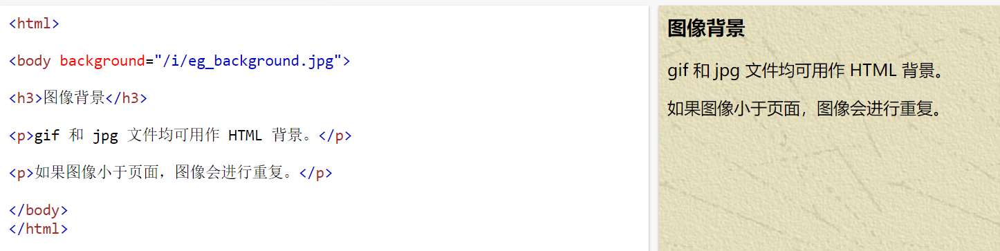 <html>
<body background="/i/eg_background.jpg">
<h3>图像背景</h3>
<p>gif 和 jpg 文件均可用作 HTML 背景。</p>
<p>如果图像小于页面，图像会进行重复。</p>
</body>
</html>
图像背景
gif 和 jpg 文件均可用作 HTML 背景。
如果图像小于页面，图像会进行重复。